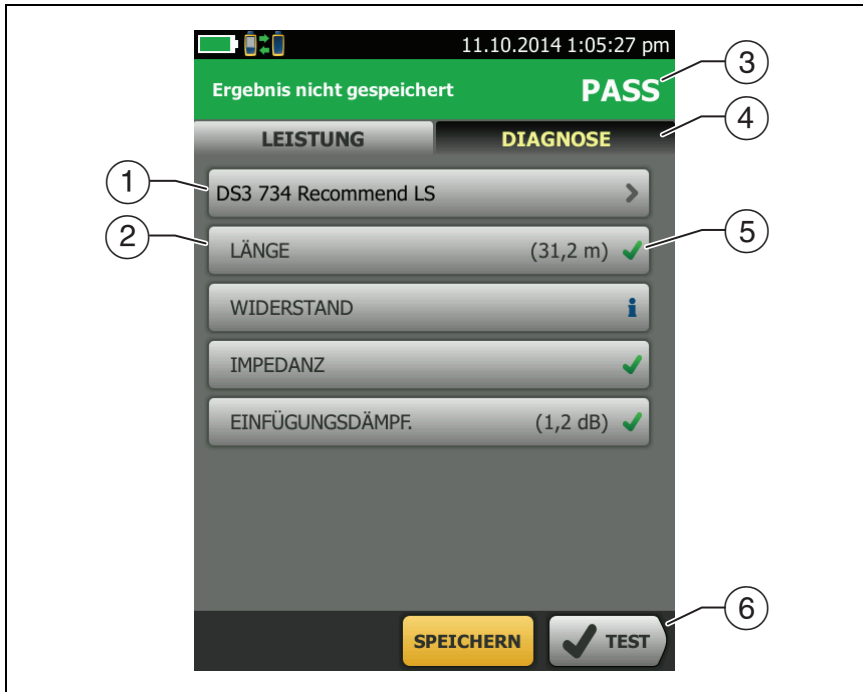 11.10.2014 1:05:27 pm
Ergebnis nicht gespeichert PASS
3
LEISTUNG DIAGNOSE
4
1
DS3 734 Recommend LS
2
LÄNGE (31,2 m)
5
WIDERSTAND
IMPEDANZ
EINFÜGUNGSDÄMPF. (1,2 dB)
SPEICHERN TEST
6